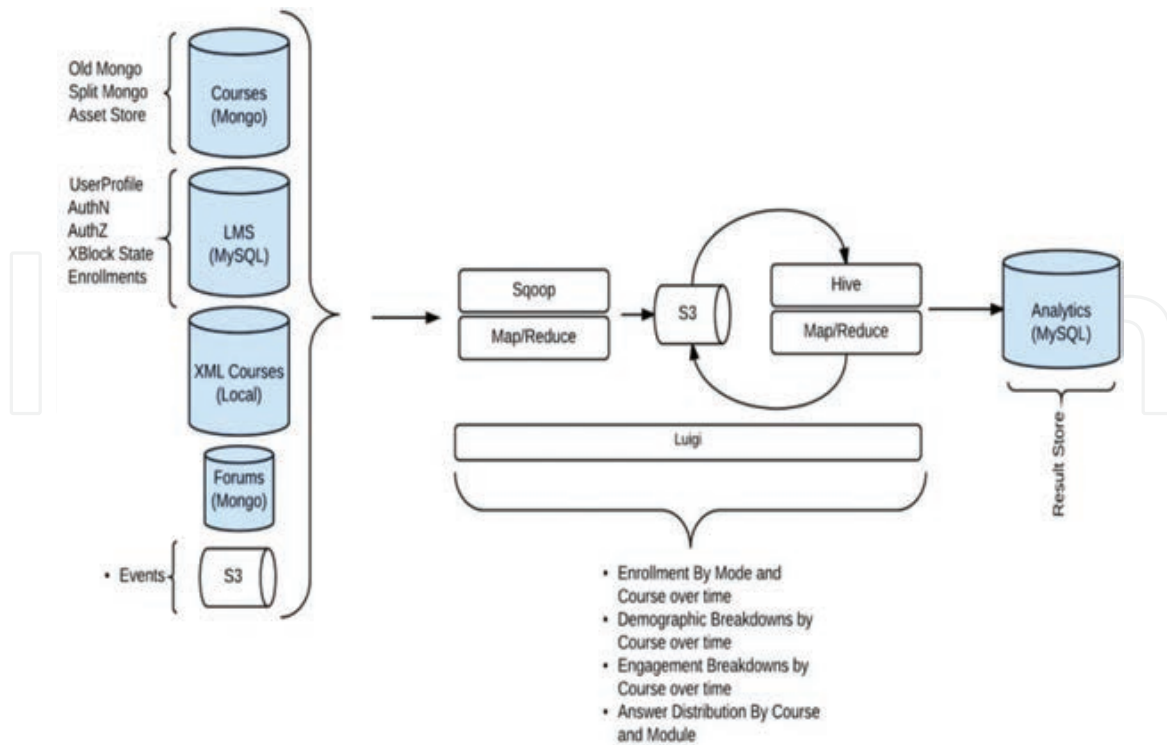 Old Mongo
Split Mongo
Asset Store
Courses
(Mongo)
UserProfile
AuthN
AuthZ
XBlock State
Enrollments
LMS
(MySQL)
XML Courses
(Local)
Forums
(Mongo)
• Events
S3
Sqoop
Map/Reduce
S3
Hive
Map/Reduce
Luigi
• Enrollment By Mode and
Course over time
• Demographic Breakdowns by
Course over time
• Engagement Breakdowns by
Course over time
• Answer Distribution By Course
and Module
Analytics
(MySQL)
Result Store